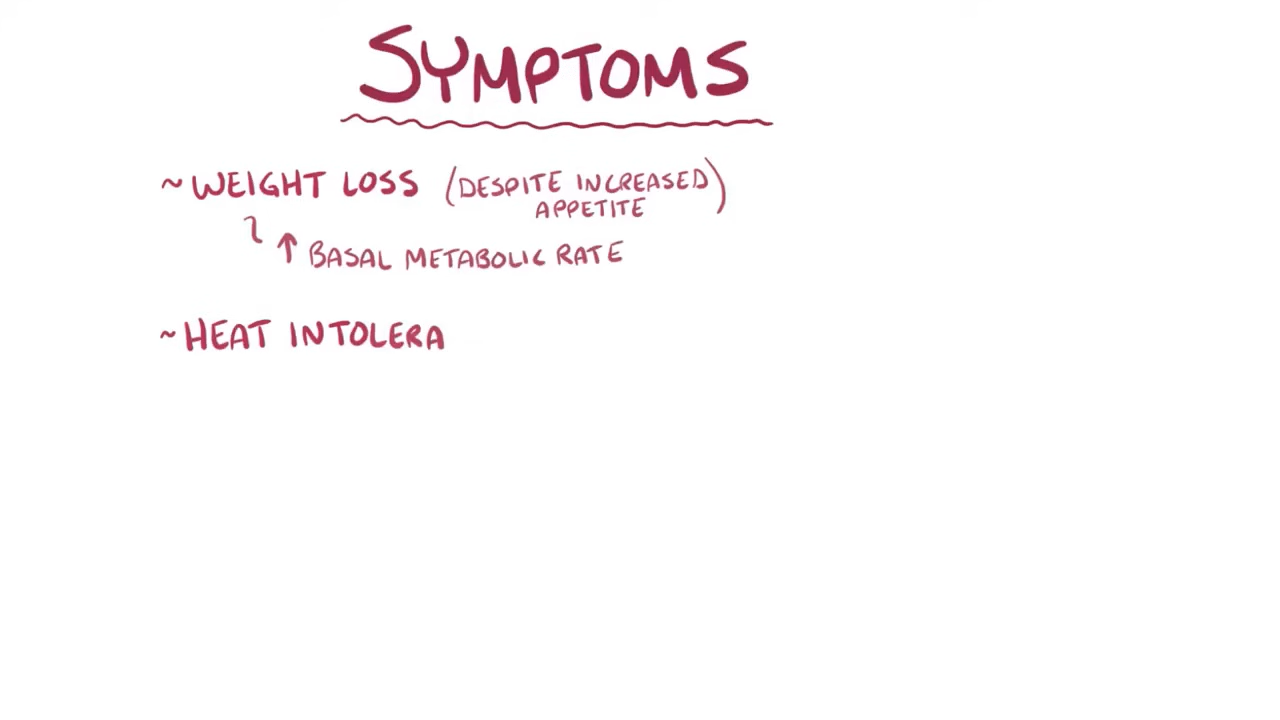 SYMPTOMS
~ WEIGHT LOSS (DESPITE INCREASED
APPETITE)
↑ BASAL METABOLIC RATE
~ HEAT INTOLERA